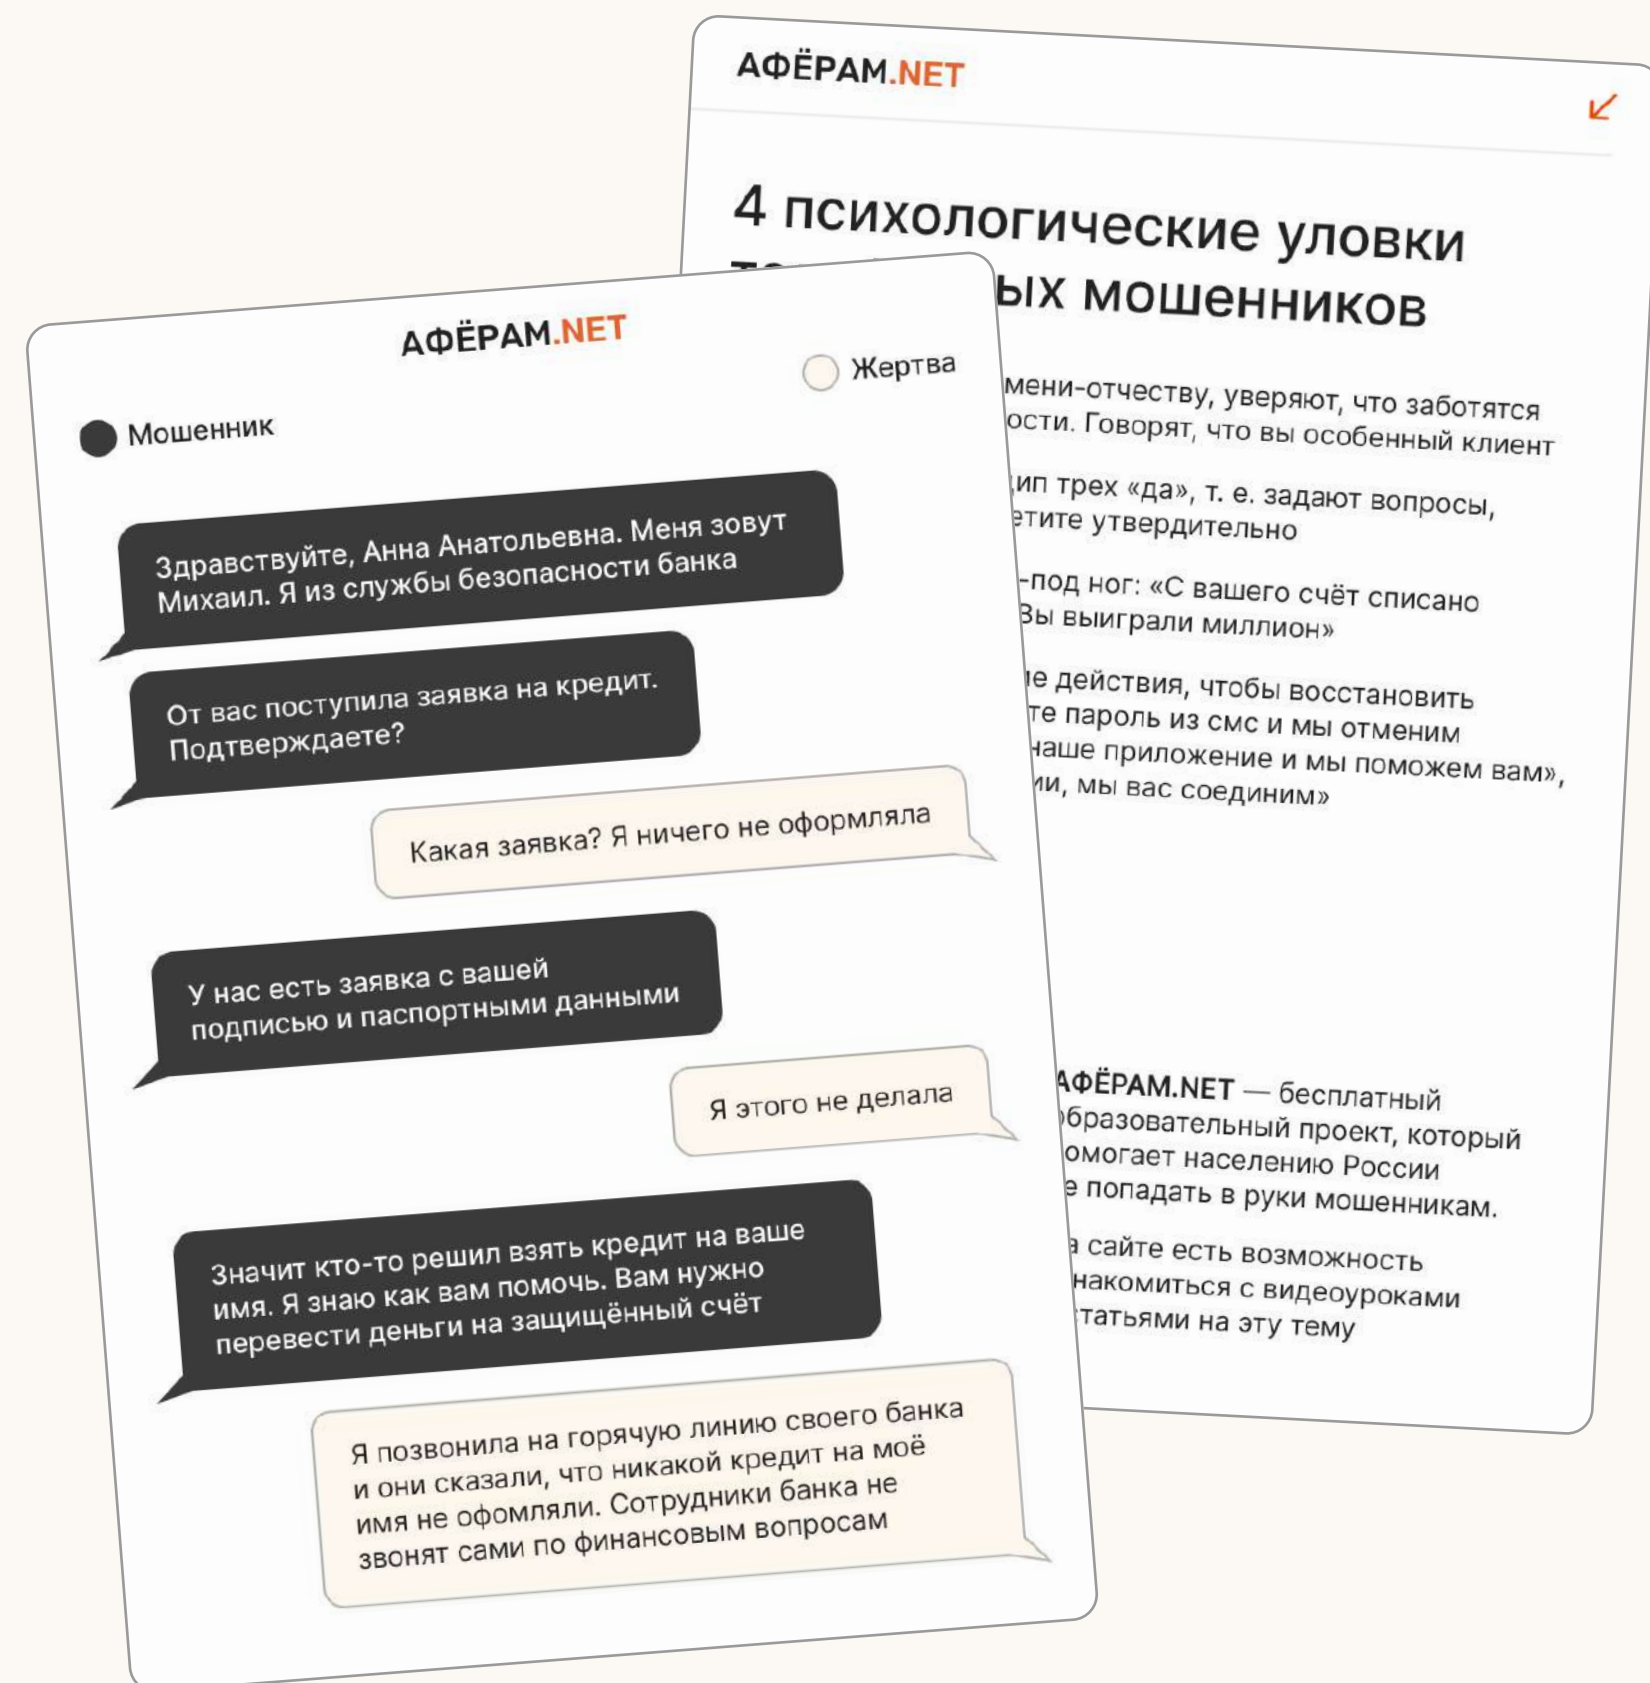 АФЁРАМ.NET
4 психологические уловки
ых мошенников
мени-отчеству, уверяют, что заботятся
ости. Говорят, что вы особенный клиент
ип трех «да», т. е. задают вопросы,
етите утвердительно
-под ног: «С вашего счёт списано
Вы выиграли миллион»
ие действия, чтобы восстановить
те пароль из смс и мы отменим
наше приложение и мы поможем вам»,
ии, мы вас соединим»
АФЁРАМ.NET — бесплатный
образовательный проект, который
омогает населению России
е попадать в руки мошенникам.
а сайте есть возможность
накомиться с видеоуроками
статьями на эту тему
АФЁРАМ.NET
Жертва
Мошенник
Здравствуйте, Анна Анатольевна. Меня зовут
Михаил. Я из службы безопасности банка
От вас поступила заявка на кредит.
Подтверждаете?
Какая заявка? Я ничего не оформляла
У нас есть заявка с вашей
подписью и паспортными данными
Я этого не делала
Значит кто-то решил взять кредит на ваше
имя. Я знаю как вам помочь. Вам нужно
перевести деньги на защищённый счёт
Я позвонила на горячую линию своего банка
и они сказали, что никакой кредит на моё
имя не офомляли. Сотрудники банка не
звонят сами по финансовым вопросам